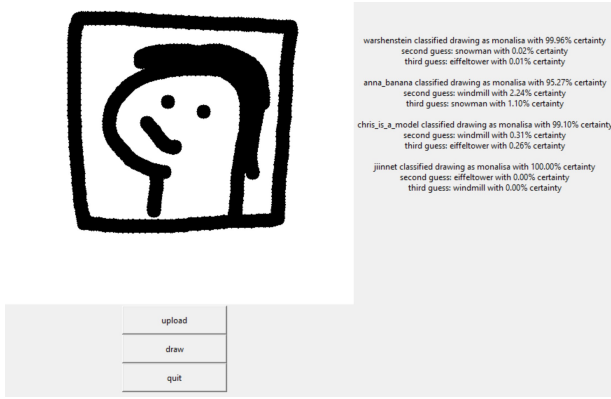 warshenstein classified drawing as monalisa with 99.96% certainty
second guess: snowman with 0.02% certainty
third guess: eiffeltower with 0.01% certainty
anna_banana classified drawing as monalisa with 95.27% certainty
second guess: windmill with 2.24% certainty
third guess: snowman with 1.10% certainty
chris_is_a_model classified drawing as monalisa with 99.10% certainty
second guess: windmill with 0.31% certainty
third guess: eiffeltower with 0.26% certainty
jiinnet classified drawing as monalisa with 100.00% certainty
second guess: eiffeltower with 0.00% certainty
third guess: windmill with 0.00% certainty
upload
draw
quit